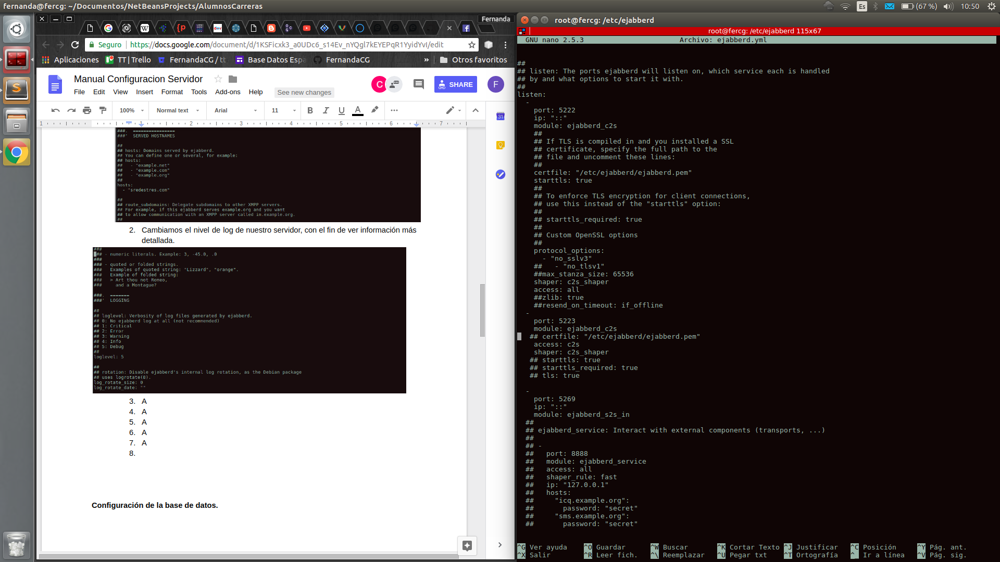 fernanda@fercg: ~/Documentos/NetBeansProjects/AlumnosCarreras
Es
(67 %)
10:50
Fernanda
Seguro
https://docs.google.com/document/d/1KSFicxk3_a0UDc6_s14Ev_nYQgl7kEYEPqR1YyidYvI/edit
Aplicaciones
TT | Trello
FernandaCG / tt
Base Datos Espa
FernandaCG
»
Otros favoritos
Manual Configuracion Servidor
File Edit View Insert Format Tools Add-ons Help
See new changes
C
SHARE
F
100%
Normal text
Arial
11
B I U A
1 1 2 3 4 5 6 7
31
###. ================
###' SERVED HOSTNAMES
##
## hosts: Domains served by ejabberd.
## You can define one or several, for example:
## hosts:
## - "example.net"
## - "example.com"
## - "example.org"
##
hosts:
- "sredestres.com"
##
## route_subdomains: Delegate subdomains to other XMPP servers.
## For example, if this ejabberd serves example.org and you want
## to allow communication with an XMPP server called im.example.org.
##
2. Cambiamos el nivel de log de nuestro servidor, con el fin de ver información más
detallada.
###
### - numeric literals. Example: 3, -45.0, .0
###
### - quoted or folded strings.
### Examples of quoted string: "Lizzard", "orange".
### Example of folded string:
### > Art thou not Romeo,
### and a Montague?
###. =======
###' LOGGING
##
## loglevel: Verbosity of log files generated by ejabberd.
## 0: No ejabberd log at all (not recommended)
## 1: Critical
## 2: Error
## 3: Warning
## 4: Info
## 5: Debug
##
loglevel: 5
##
## rotation: Disable ejabberd's internal log rotation, as the Debian package
## uses logrotate(8).
log_rotate_size: 0
log_rotate_date: ""
3. A
4. A
5. A
6. A
7. A
8.
Configuración de la base de datos.
root@fercg: /etc/ejabberd
root@fercg: /etc/ejabberd 115x67
GNU nano 2.5.3 Archivo: ejabberd.yml
##
## listen: The ports ejabberd will listen on, which service each is handled
## by and what options to start it with.
##
listen:
-
port: 5222
ip: "::"
module: ejabberd_c2s
##
## If TLS is compiled in and you installed a SSL
## certificate, specify the full path to the
## file and uncomment these lines:
##
certfile: "/etc/ejabberd/ejabberd.pem"
starttls: true
##
## To enforce TLS encryption for client connections,
## use this instead of the "starttls" option:
##
## starttls_required: true
##
## Custom OpenSSL options
##
protocol_options:
- "no_sslv3"
## - "no_tlsv1"
##max_stanza_size: 65536
shaper: c2s_shaper
access: all
##zlib: true
##resend_on_timeout: if_offline
-
port: 5223
module: ejabberd_c2s
## certfile: "/etc/ejabberd/ejabberd.pem"
access: c2s
shaper: c2s_shaper
## starttls: true
## starttls_required: true
## tls: true
-
port: 5269
ip: "::"
module: ejabberd_s2s_in
##
## ejabberd_service: Interact with external components (transports, ...)
##
## -
## port: 8888
## module: ejabberd_service
## access: all
## shaper_rule: fast
## ip: "127.0.0.1"
## hosts:
## "icq.example.org":
## password: "secret"
## "sms.example.org":
## password: "secret"
^G Ver ayuda ^O Guardar ^W Buscar ^K Cortar Texto ^J Justificar ^C Posición ^Y Pág. ant.
^X Salir ^R Leer fich. ^\ Reemplazar ^U Pegar txt ^T Ortografía ^_ Ir a línea ^V Pág. sig.